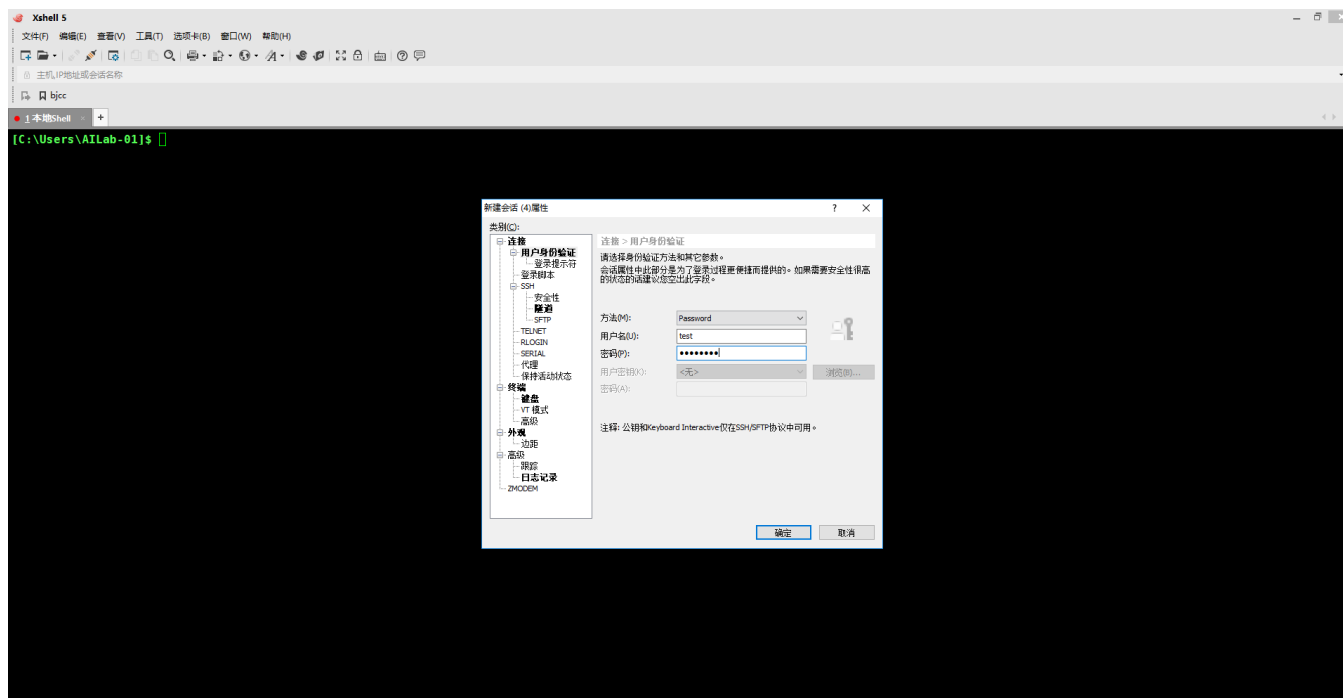 Xshell 5
文件(F) 编辑(E) 查看(V) 工具(T) 选项卡(B) 窗口(W) 帮助(H)
主机,IP地址或会话名称
bjcc
1 本地Shell × +
[C:\Users\AILab-01]$
新建会话 (4)属性 ? ×
类别(C):
连接
用户身份验证
登录提示符
登录脚本
SSH
安全性
隧道
SFTP
TELNET
RLOGIN
SERIAL
代理
保持活动状态
终端
键盘
VT 模式
高级
外观
边距
高级
跟踪
日志记录
ZMODEM
连接 > 用户身份验证
请选择身份验证方法和其它参数。
会话属性中此部分是为了登录过程更便捷而提供的。如果需要安全性很高
的状态的话建议您空出此字段。
方法(M): Password
用户名(U): test
密码(P): ••••••••
用户密钥(K): <无> 浏览(B)...
密码(A):
注释: 公钥和Keyboard Interactive仅在SSH/SFTP协议中可用。
确定 取消